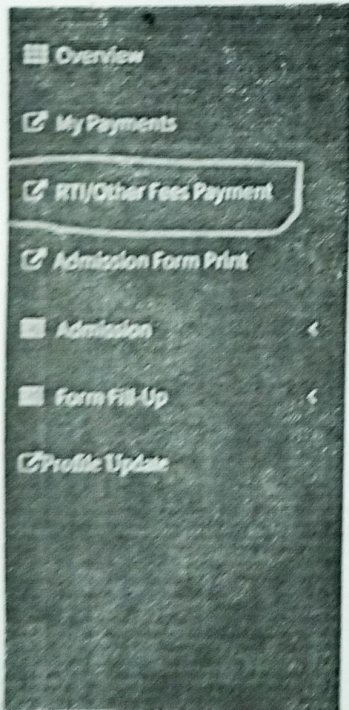 Overview
My Payments
RTI/Other Fees Payment
Admission Form Print
Admission
Form Fill-Up
Profile Update